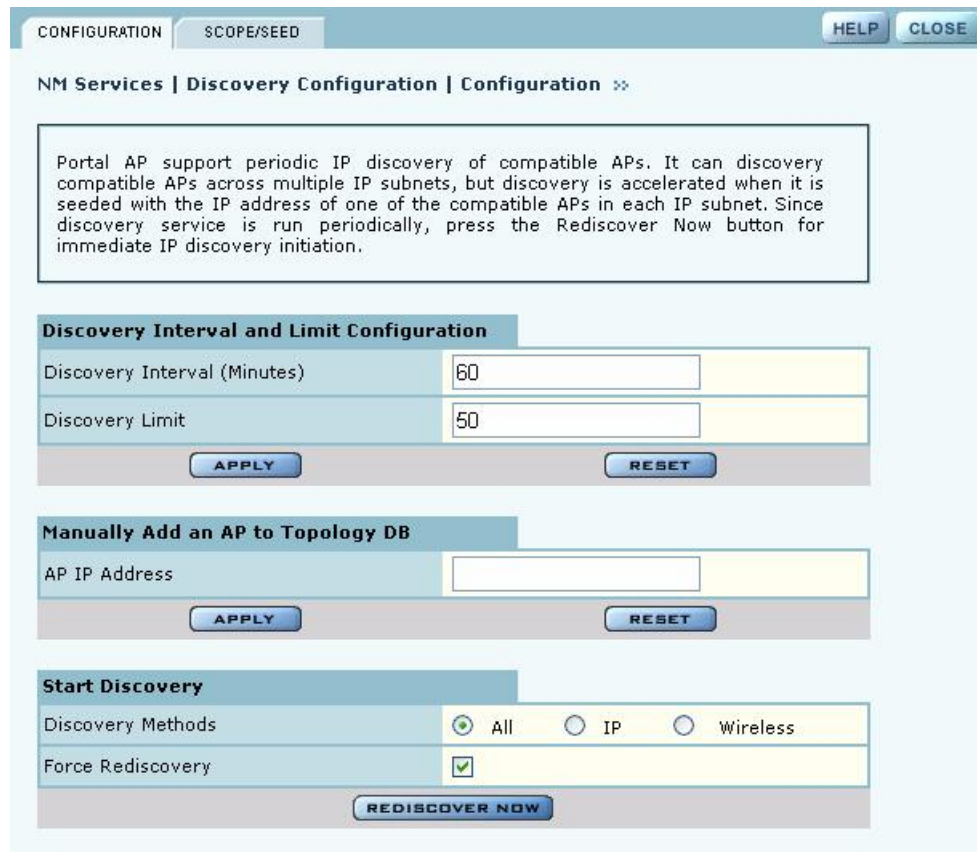 CONFIGURATION SCOPE/SEED HELP CLOSE
NM Services | Discovery Configuration | Configuration »
Portal AP support periodic IP discovery of compatible APs. It can discovery
compatible APs across multiple IP subnets, but discovery is accelerated when it is
seeded with the IP address of one of the compatible APs in each IP subnet. Since
discovery service is run periodically, press the Rediscover Now button for
immediate IP discovery initiation.
Discovery Interval and Limit Configuration
Discovery Interval (Minutes) 60
Discovery Limit 50
APPLY RESET
Manually Add an AP to Topology DB
AP IP Address
APPLY RESET
Start Discovery
Discovery Methods All IP Wireless
Force Rediscovery
REDISCOVER NOW